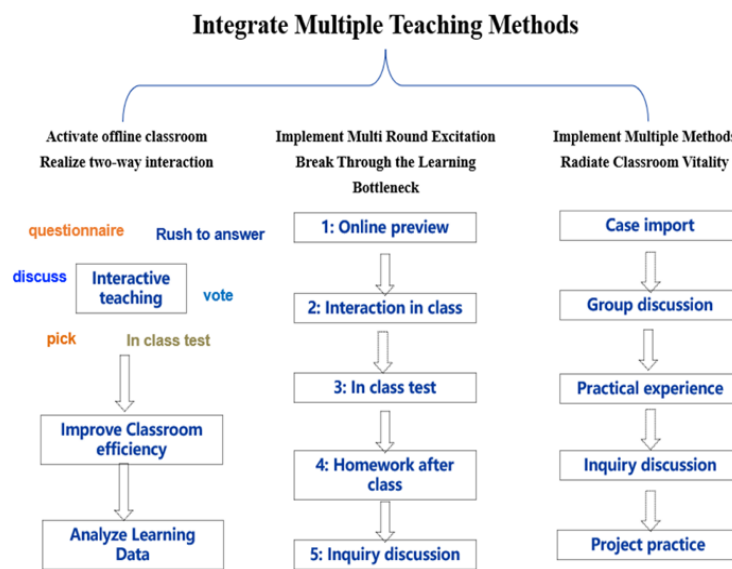 Integrate Multiple Teaching Methods
Activate offline classroom
Realize two-way interaction
questionnaire
Rush to answer
discuss
Interactive
teaching
vote
pick
In class test
Improve Classroom
efficiency
Analyze Learning
Data
Implement Multi Round Excitation
Break Through the Learning
Bottleneck
1: Online preview
2: Interaction in class
3: In class test
4: Homework after
class
5: Inquiry discussion
Implement Multiple Methods
Radiate Classroom Vitality
Case import
Group discussion
Practical experience
Inquiry discussion
Project practice